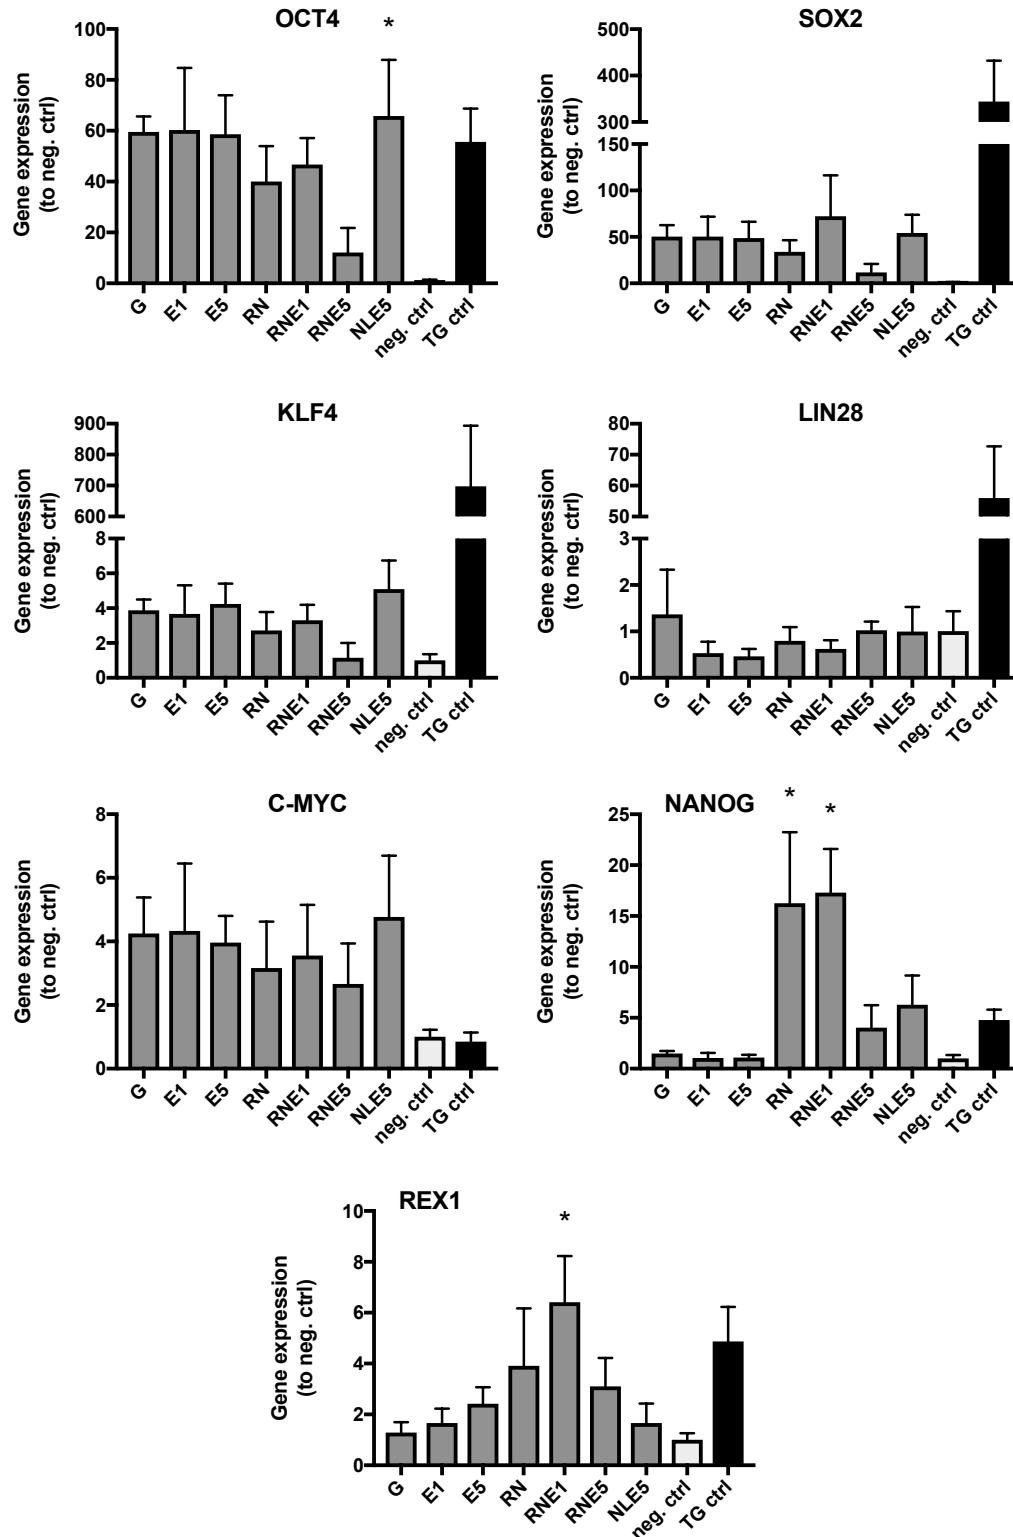 OCT4
*
Gene expression
(to neg. ctrl)
100
80
60
40
20
0
G E1 E5 RN RNE1 RNE5 NLE5 neg. ctrl TG ctrl
SOX2
Gene expression
(to neg. ctrl)
500
400
300
150
100
50
0
G E1 E5 RN RNE1 RNE5 NLE5 neg. ctrl TG ctrl
KLF4
Gene expression
(to neg. ctrl)
900
800
700
600
8
6
4
2
0
G E1 E5 RN RNE1 RNE5 NLE5 neg. ctrl TG ctrl
LIN28
Gene expression
(to neg. ctrl)
80
70
60
50
3
2
1
0
G E1 E5 RN RNE1 RNE5 NLE5 neg. ctrl TG ctrl
C-MYC
Gene expression
(to neg. ctrl)
8
6
4
2
0
G E1 E5 RN RNE1 RNE5 NLE5 neg. ctrl TG ctrl
NANOG
* *
Gene expression
(to neg. ctrl)
25
20
15
10
5
0
G E1 E5 RN RNE1 RNE5 NLE5 neg. ctrl TG ctrl
REX1
*
Gene expression
(to neg. ctrl)
10
8
6
4
2
0
G E1 E5 RN RNE1 RNE5 NLE5 neg. ctrl TG ctrl